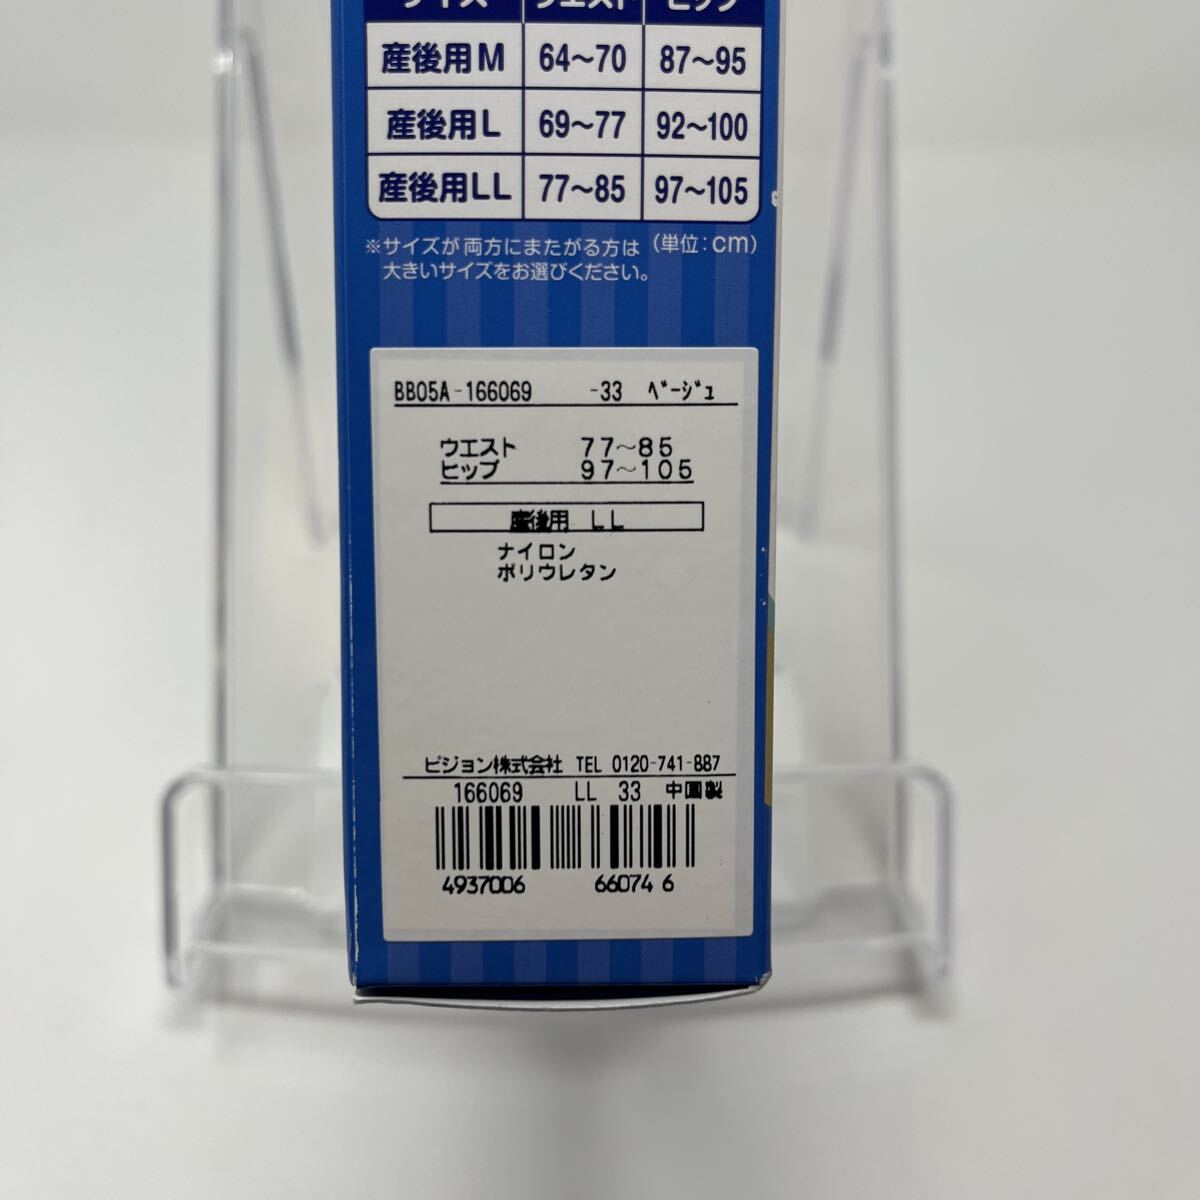 サイズ ウエスト ヒップ
産後用M 64〜70 87〜95
産後用L 69〜77 92〜100
産後用LL 77〜85 97〜105
※サイズが両方にまたがる方は (単位:cm)
大きいサイズをお選びください。
BB05A-166069 -33 ﾍﾞｰｼﾞｭ
ウエスト 77〜85
ヒップ 97〜105
産後用 LL
ナイロン
ポリウレタン
ピジョン株式会社 TEL 0120-741-887
166069 LL 33 中国製
4937006 660746